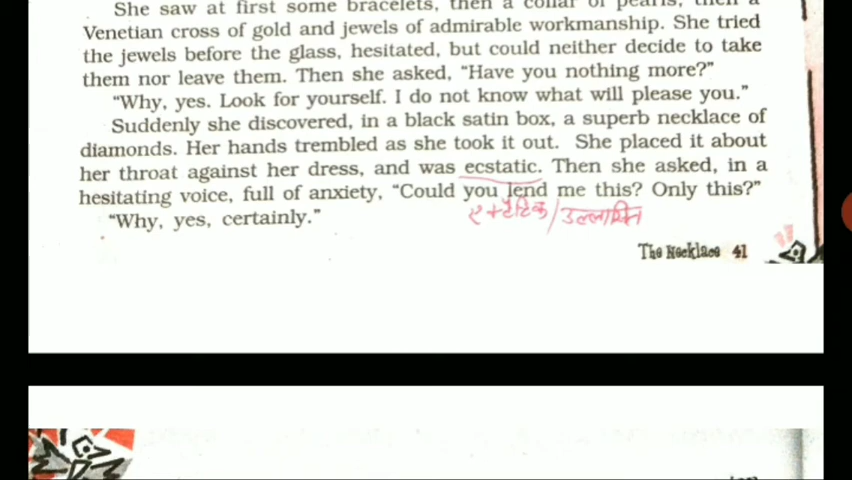 She saw at first some bracelets, then a collar of pearls, then a
Venetian cross of gold and jewels of admirable workmanship. She tried
the jewels before the glass, hesitated, but could neither decide to take
them nor leave them. Then she asked, “Have you nothing more?”
“Why, yes. Look for yourself. I do not know what will please you.”
Suddenly she discovered, in a black satin box, a superb necklace of
diamonds. Her hands trembled as she took it out. She placed it about
her throat against her dress, and was ecstatic. Then she asked, in a
hesitating voice, full of anxiety, “Could you lend me this? Only this?”
“Why, yes, certainly.”
उल्लासित
The Necklace 41